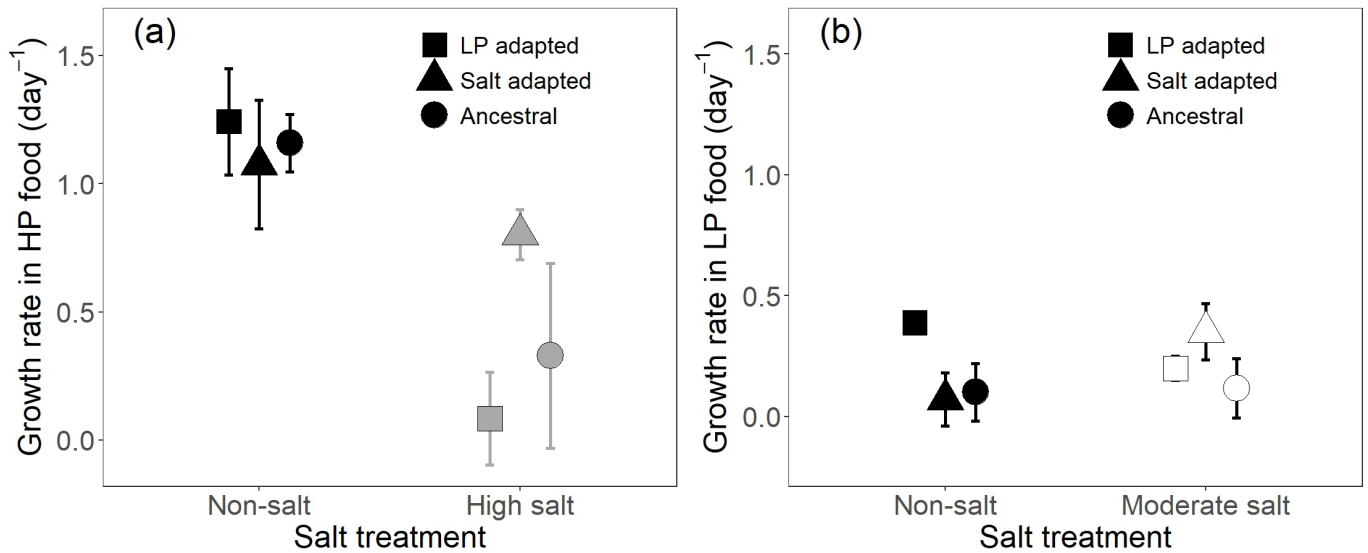 (a)
LP adapted
Salt adapted
Ancestral
Growth rate in HP food (day⁻¹)
1.5
1.0
0.5
0.0
Non-salt High salt
Salt treatment
(b)
LP adapted
Salt adapted
Ancestral
Growth rate in LP food (day⁻¹)
1.5
1.0
0.5
0.0
Non-salt Moderate salt
Salt treatment